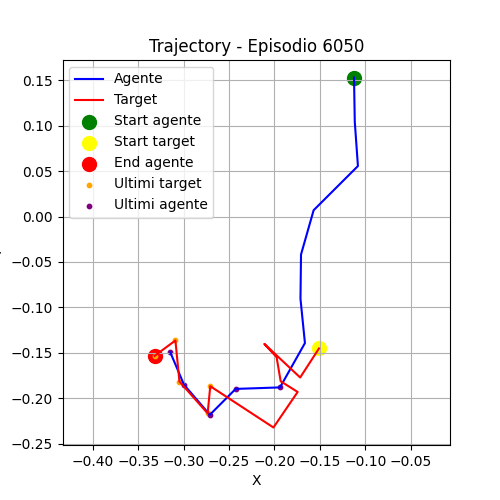 Trajectory - Episodio 6050
Agente
Target
Start agente
Start target
End agente
Ultimi target
Ultimi agente
0.15
0.10
0.05
0.00
−0.05
−0.10
−0.15
−0.20
−0.25
−0.40 −0.35 −0.30 −0.25 −0.20 −0.15 −0.10 −0.05
X